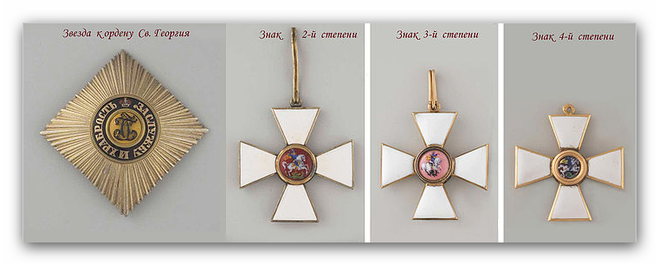 Звезда к ордену Св. Георгия
Знак 2-й степени
Знак 3-й степени
Знак 4-й степени
ЗА СЛУЖБУ И ХРАБРОСТЬ